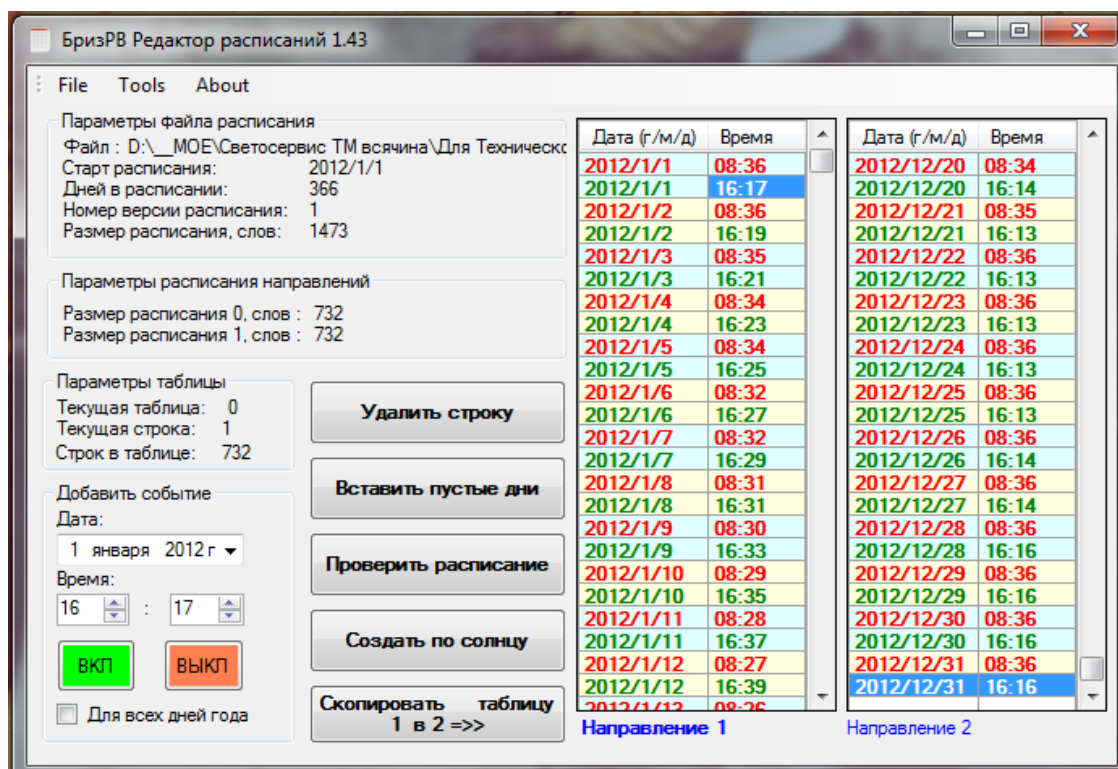 БризРВ Редактор расписаний 1.43
File Tools About
Параметры файла расписания
Файл : D:\__МОЕ\Светосервис ТМ всячина\Для Техническо
Старт расписания: 2012/1/1
Дней в расписании: 366
Номер версии расписания: 1
Размер расписания, слов: 1473
Параметры расписания направлений
Размер расписания 0, слов : 732
Размер расписания 1, слов : 732
Параметры таблицы
Текущая таблица: 0
Текущая строка: 1
Строк в таблице: 732
Добавить событие
Дата:
1 января 2012 г
Время:
16 : 17
ВКЛ ВЫКЛ
Для всех дней года
Удалить строку
Вставить пустые дни
Проверить расписание
Создать по солнцу
Скопировать таблицу
1 в 2 =>>
Дата (г/м/д) Время
2012/1/1 08:36
2012/1/1 16:17
2012/1/2 08:36
2012/1/2 16:19
2012/1/3 08:35
2012/1/3 16:21
2012/1/4 08:34
2012/1/4 16:23
2012/1/5 08:34
2012/1/5 16:25
2012/1/6 08:32
2012/1/6 16:27
2012/1/7 08:32
2012/1/7 16:29
2012/1/8 08:31
2012/1/8 16:31
2012/1/9 08:30
2012/1/9 16:33
2012/1/10 08:29
2012/1/10 16:35
2012/1/11 08:28
2012/1/11 16:37
2012/1/12 08:27
2012/1/12 16:39
2012/1/13 08:26
Направление 1
Дата (г/м/д) Время
2012/12/20 08:34
2012/12/20 16:14
2012/12/21 08:35
2012/12/21 16:13
2012/12/22 08:36
2012/12/22 16:13
2012/12/23 08:36
2012/12/23 16:13
2012/12/24 08:36
2012/12/24 16:13
2012/12/25 08:36
2012/12/25 16:13
2012/12/26 08:36
2012/12/26 16:14
2012/12/27 08:36
2012/12/27 16:14
2012/12/28 08:36
2012/12/28 16:16
2012/12/29 08:36
2012/12/29 16:16
2012/12/30 08:36
2012/12/30 16:16
2012/12/31 08:36
2012/12/31 16:16
Направление 2